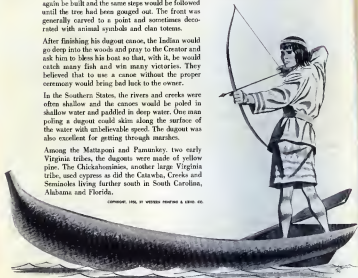 again be built and the same steps would be followed
until the tree had been gouged out. The front was
generally carved to a point and sometimes deco-
rated with animal symbols and clan totems.
After finishing his dugout canoe, the Indian would
go deep into the woods and pray to the Creator and
ask him to bless his boat so that, with it, he would
catch many fish and win many victories. They
believed that to use a canoe without the proper
ceremony would bring bad luck to the owner.
In the Southern States, the rivers and creeks were
often shallow and the canoes would be poled in
shallow water and paddled in deep water. One man
poling a dugout could skim along the surface of
the water with unbelievable speed. The dugout was
also excellent for getting through marshes.
Among the Mattaponi and Pamunkey, two early
Virginia tribes, the dugouts were made of yellow
pine. The Chickahominies, another large Virginia
tribe, used cypress as did the Catawba, Creeks and
Seminoles living further south in South Carolina,
Alabama and Florida.
COPYRIGHT, 1956, BY WESTERN PRINTING & LITHO. CO.